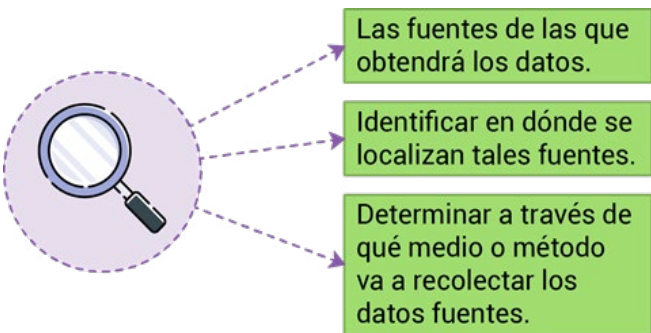 Las fuentes de las que
obtendrá los datos.
Identificar en dónde se
localizan tales fuentes.
Determinar a través de
qué medio o método
va a recolectar los
datos fuentes.